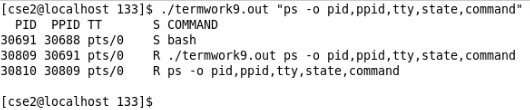 [cse2@localhost 133]$ ./termwork9.out "ps -o pid,ppid,tty,state,command"
  PID  PPID TT       S COMMAND
30691 30688 pts/0    S bash
30809 30691 pts/0    R ./termwork9.out ps -o pid,ppid,tty,state,command
30810 30809 pts/0    R ps -o pid,ppid,tty,state,command
[cse2@localhost 133]$